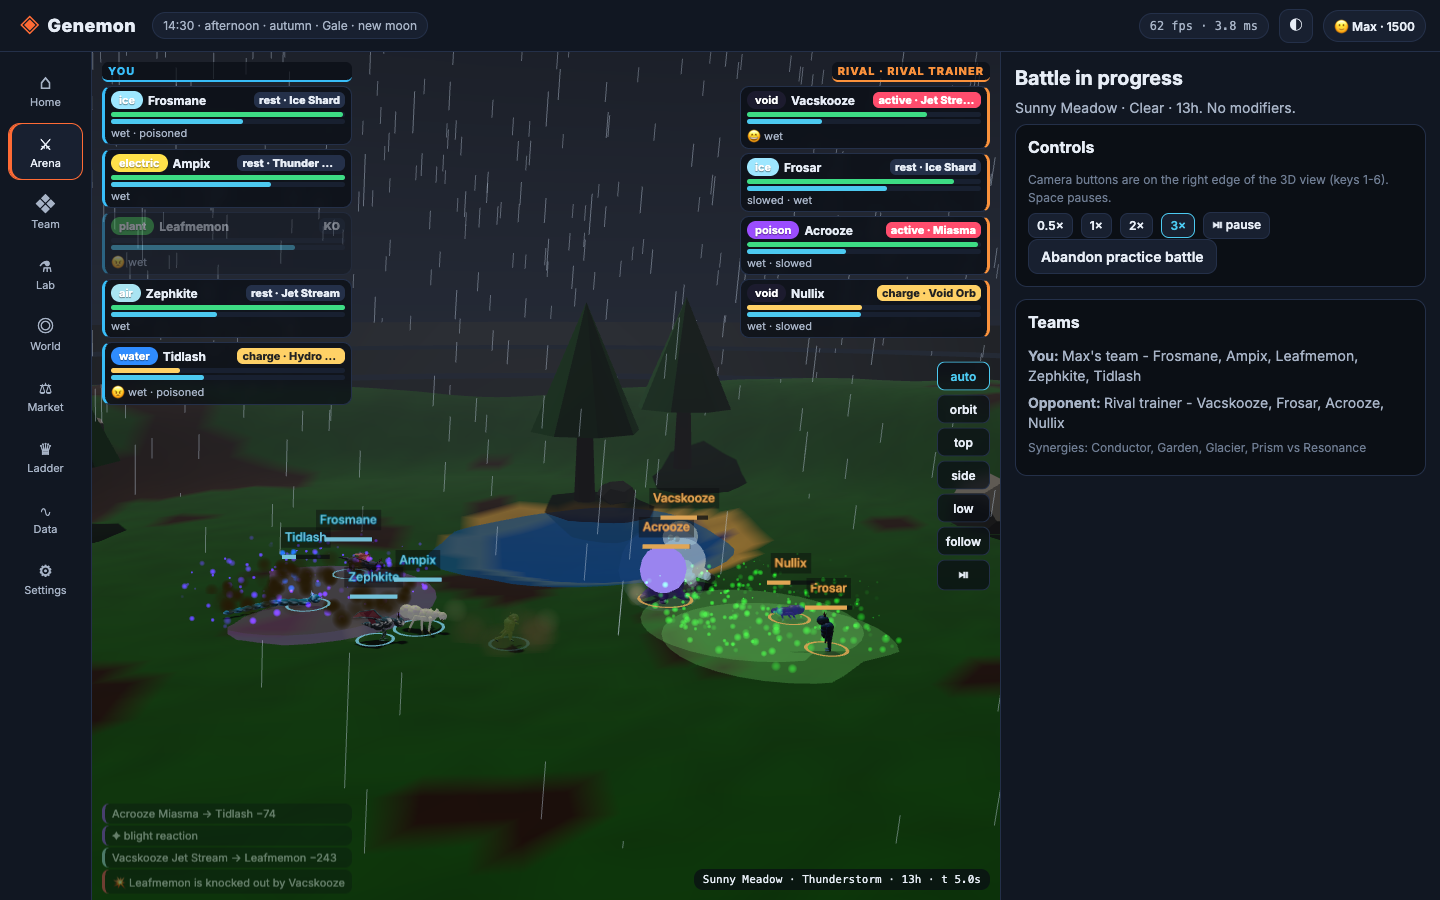 Genemon
14:30 · afternoon · autumn · Gale · new moon
62 fps · 3.8 ms
Max · 1500
Home
Arena
Team
Lab
World
Market
Ladder
Data
Settings
YOU
ice Frosmane rest · Ice Shard
wet · poisoned
electric Ampix rest · Thunder ...
wet
plant Leafmemon KO
wet
air Zephkite rest · Jet Stream
wet
water Tidlash charge · Hydro ...
wet · poisoned
RIVAL · RIVAL TRAINER
void Vacskooze active · Jet Stre...
wet
ice Frosar rest · Ice Shard
slowed · wet
poison Acrooze active · Miasma
wet · slowed
void Nullix charge · Void Orb
wet · slowed
auto
orbit
top
side
low
follow
Vacskooze
Acrooze
Frosmane
Tidlash
Ampix
Zephkite
Nullix
Frosar
Acrooze Miasma → Tidlash −74
✦ blight reaction
Vacskooze Jet Stream → Leafmemon −243
Leafmemon is knocked out by Vacskooze
Sunny Meadow · Thunderstorm · 13h · t 5.0s
Battle in progress
Sunny Meadow · Clear · 13h. No modifiers.
Controls
Camera buttons are on the right edge of the 3D view (keys 1-6).
Space pauses.
0.5× 1× 2× 3× ⏯ pause
Abandon practice battle
Teams
You: Max's team - Frosmane, Ampix, Leafmemon,
Zephkite, Tidlash
Opponent: Rival trainer - Vacskooze, Frosar, Acrooze,
Nullix
Synergies: Conductor, Garden, Glacier, Prism vs Resonance